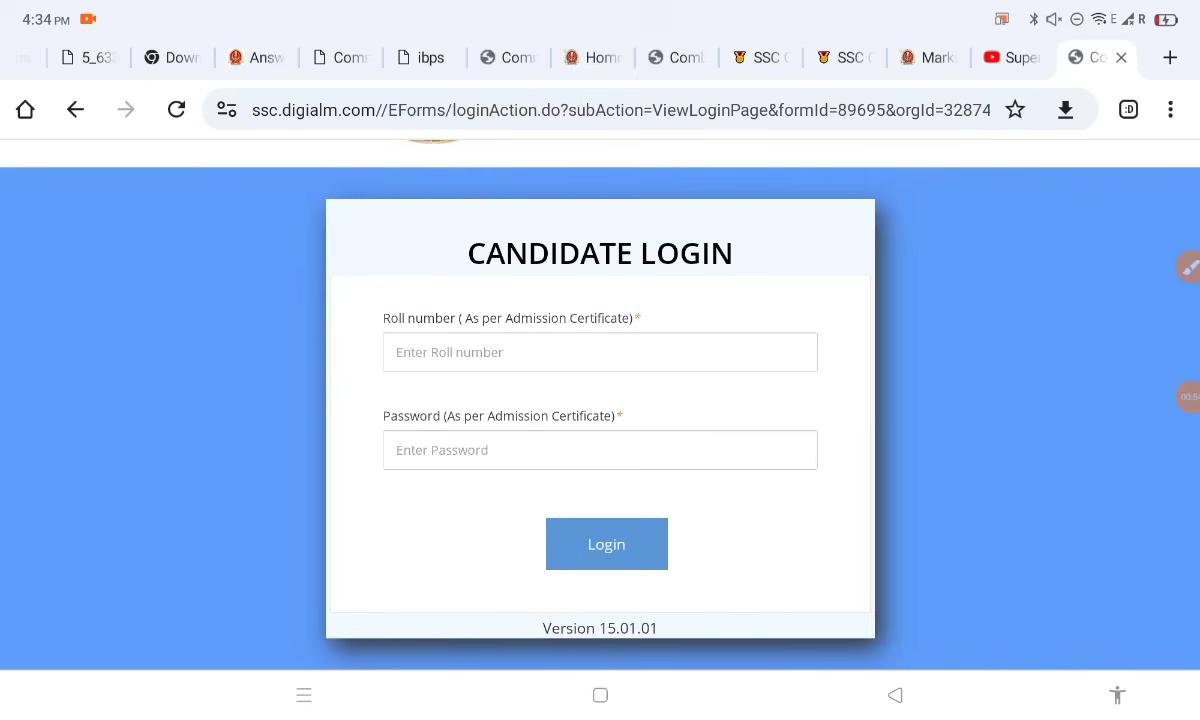 4:34 PM E R
5_63 Down Answ Com ibps Com Home Com SSC SSC Mark Supe Co
ssc.digialm.com//EForms/loginAction.do?subAction=ViewLoginPage&formId=89695&orgId=32874
CANDIDATE LOGIN
Roll number ( As per Admission Certificate)*
Enter Roll number
Password (As per Admission Certificate)*
Enter Password
Login
Version 15.01.01